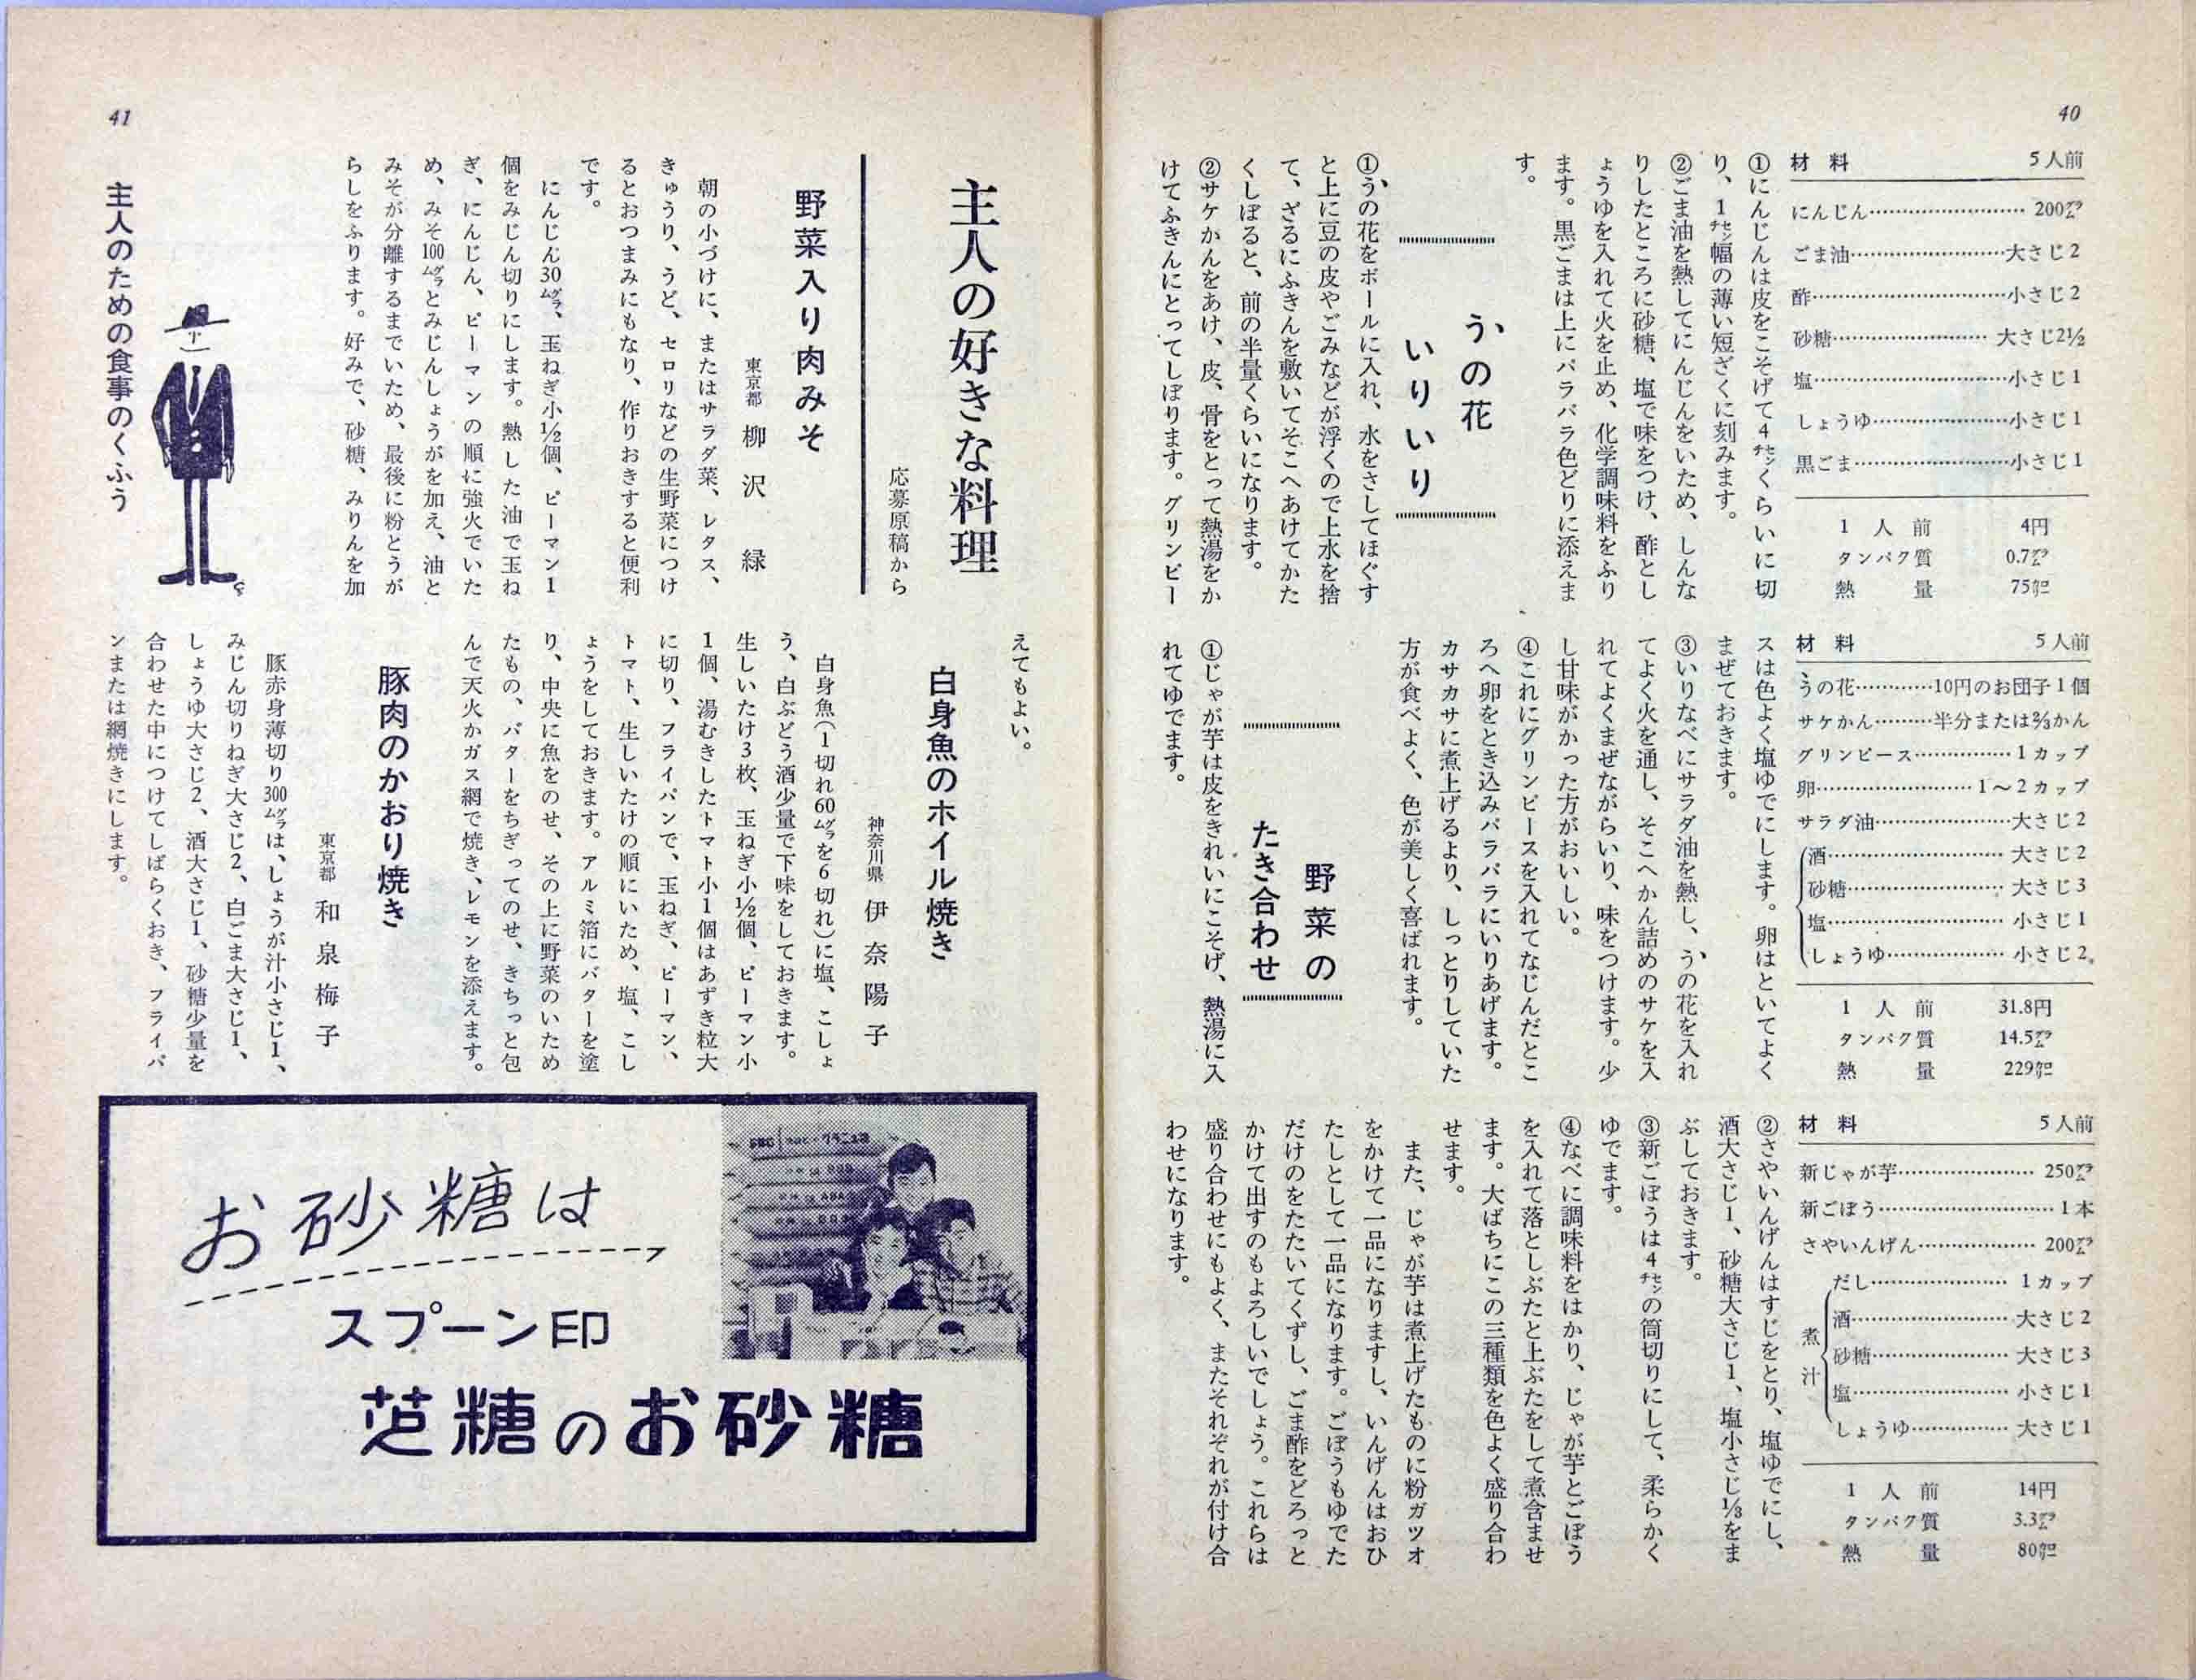 40
材料 5人前
にんじん……200グラム
ごま油……大さじ2
酢……小さじ2
砂糖……大さじ2½
塩……小さじ1
しょうゆ……小さじ1
黒ごま……小さじ1
1人前 4円
タンパク質 0.7グラム
熱量 75カロリー
①にんじんは皮をこそげて4センチくらいに切
り、1センチ幅の薄い短ざくに刻みます。
②ごま油を熱してにんじんをいため、しんな
りしたところに砂糖、塩で味をつけ、酢とし
ょうゆを入れて火を止め、化学調味料をふり
ます。黒ごまは上にパラパラ色どりに添えま
す。
うの花
いりいり
①うの花をボールに入れ、水をさしてほぐす
と上に豆の皮やごみなどが浮くので上水を捨
て、ざるにふきんを敷いてそこへあけてかた
くしぼると、前の半量くらいになります。
②サケかんをあけ、皮、骨をとって熱湯をか
けてふきんにとってしぼります。グリンピー
材料 5人前
うの花……10円のお団子1個
サケかん……半分または⅔かん
グリンピース……1カップ
卵……1〜2カップ
サラダ油……大さじ2
酒……大さじ2
砂糖……大さじ3
塩……小さじ1
しょうゆ……小さじ2
1人前 31.8円
タンパク質 14.5グラム
熱量 229カロリー
スは色よく塩ゆでにします。卵はといてよく
まぜておきます。
③いりなべにサラダ油を熱し、うの花を入れ
てよく火を通し、そこへかん詰めのサケを入
れてよくまぜながらいり、味をつけます。少
し甘味がかった方がおいしい。
④これにグリンピースを入れてなじんだとこ
ろへ卵をとき込みパラパラにいりあげます。
カサカサに煮上げるより、しっとりしていた
方が食べよく、色が美しく喜ばれます。
野菜の
たき合わせ
①じゃが芋は皮をきれいにこそげ、熱湯に入
れてゆでます。
材料 5人前
新じゃが芋……250グラム
新ごぼう……1本
さやいんげん……200グラム
煮汁
だし……1カップ
酒……大さじ2
砂糖……大さじ3
塩……小さじ1
しょうゆ……大さじ1
1人前 14円
タンパク質 3.3グラム
熱量 80カロリー
②さやいんげんはすじをとり、塩ゆでにし、
酒大さじ1、砂糖大さじ1、塩小さじ⅓をま
ぶしておきます。
③新ごぼうは4センチの筒切りにして、柔らかく
ゆでます。
④なべに調味料をはかり、じゃが芋とごぼう
を入れて落としぶたと上ぶたをして煮含ませ
ます。大ばちにこの三種類を色よく盛り合わ
せます。
また、じゃが芋は煮上げたものに粉ガツオ
をかけて一品になりますし、いんげんはおひ
たしとして一品になります。ごぼうもゆでた
だけのをたたいてくずし、ごま酢をどろっと
かけて出すのもよろしいでしょう。これらは
盛り合わせにもよく、またそれぞれが付け合
わせになります。
41
主人の好きな料理
応募原稿から
野菜入り肉みそ
東京都 柳沢 緑
朝の小づけに、またはサラダ菜、レタス、
きゅうり、うど、セロリなどの生野菜につけ
るとおつまみにもなり、作りおきすると便利
です。
にんじん30グラム、玉ねぎ小½個、ピーマン1
個をみじん切りにします。熱した油で玉ね
ぎ、にんじん、ピーマンの順に強火でいた
め、みそ100グラムとみじんしょうがを加え、油と
みそが分離するまでいため、最後に粉とうが
らしをふります。好みで、砂糖、みりんを加
主人のための食事のくふう
えてもよい。
白身魚のホイル焼き
神奈川県 伊奈陽子
白身魚(1切れ60グラムを6切れ)に塩、こしょ
う、白ぶどう酒少量で下味をしておきます。
生しいたけ3枚、玉ねぎ小½個、ピーマン小
1個、湯むきしたトマト小1個はあずき粒大
に切り、フライパンで、玉ねぎ、ピーマン、
トマト、生しいたけの順にいため、塩、こし
ょうをしておきます。アルミ箔にバターを塗
り、中央に魚をのせ、その上に野菜のいため
たもの、バターをちぎってのせ、きちっと包
んで天火かガス網で焼き、レモンを添えます。
豚肉のかおり焼き
東京都 和泉梅子
豚赤身薄切り300グラムは、しょうが汁小さじ1、
みじん切りねぎ大さじ2、白ごま大さじ1、
しょうゆ大さじ2、酒大さじ1、砂糖少量を
合わせた中につけてしばらくおき、フライパ
ンまたは網焼きにします。
お砂糖は
スプーン印
芝糖のお砂糖